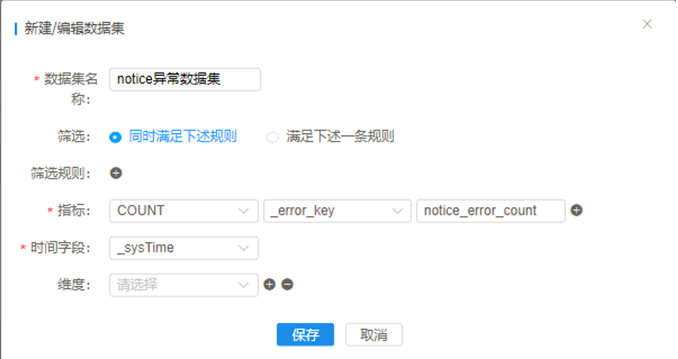 新建/编辑数据集
* 数据集名称: notice异常数据集
筛选: 同时满足下述规则 满足下述一条规则
筛选规则:
* 指标: COUNT _error_key notice_error_count
* 时间字段: _sysTime
维度: 请选择
保存 取消